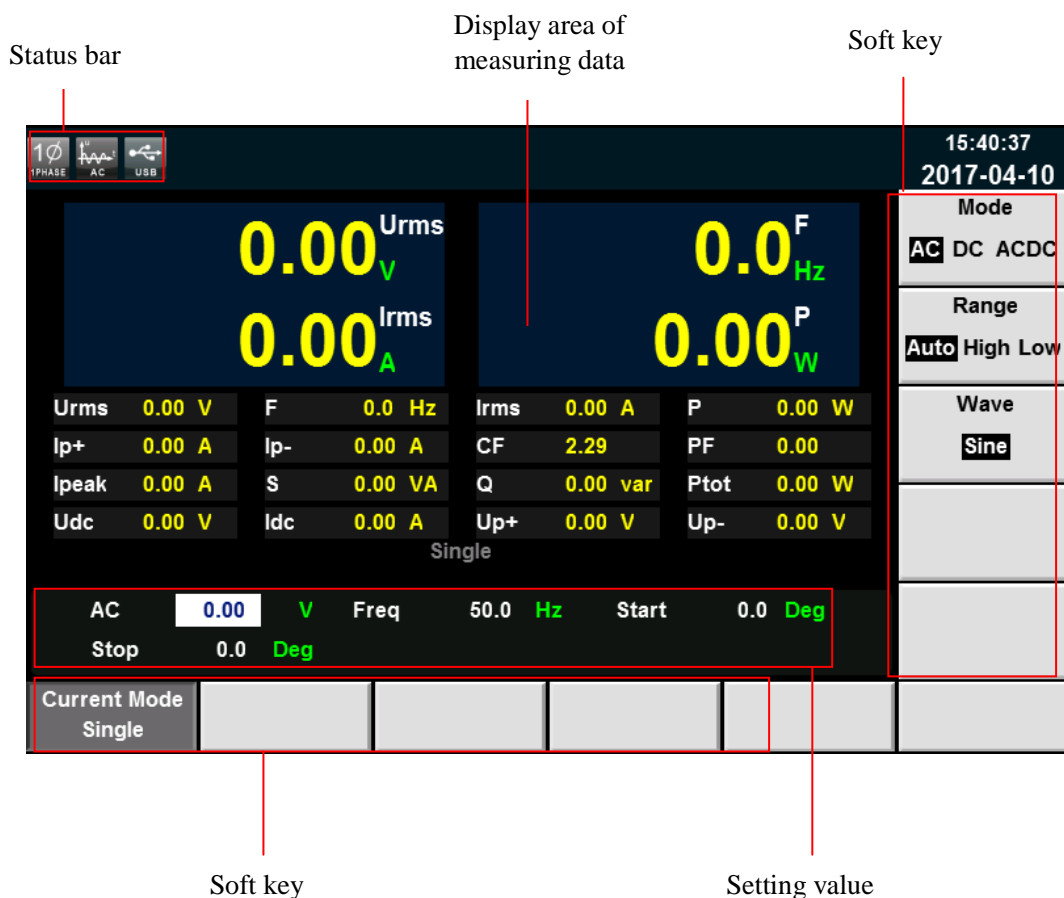 Status bar
Display area of
measuring data
Soft key
1Ø
1PHASE
U
t
AC
USB
15:40:37
2017-04-10
0.00 Urms V
0.0 F Hz
0.00 Irms A
0.00 P W
Mode
AC DC ACDC
Range
Auto High Low
Wave
Sine
Urms 0.00 V F 0.0 Hz Irms 0.00 A P 0.00 W
Ip+ 0.00 A Ip- 0.00 A CF 2.29 PF 0.00
Ipeak 0.00 A S 0.00 VA Q 0.00 var Ptot 0.00 W
Udc 0.00 V Idc 0.00 A Up+ 0.00 V Up- 0.00 V
Single
AC 0.00 V Freq 50.0 Hz Start 0.0 Deg
Stop 0.0 Deg
Current Mode
Single
Soft key
Setting value